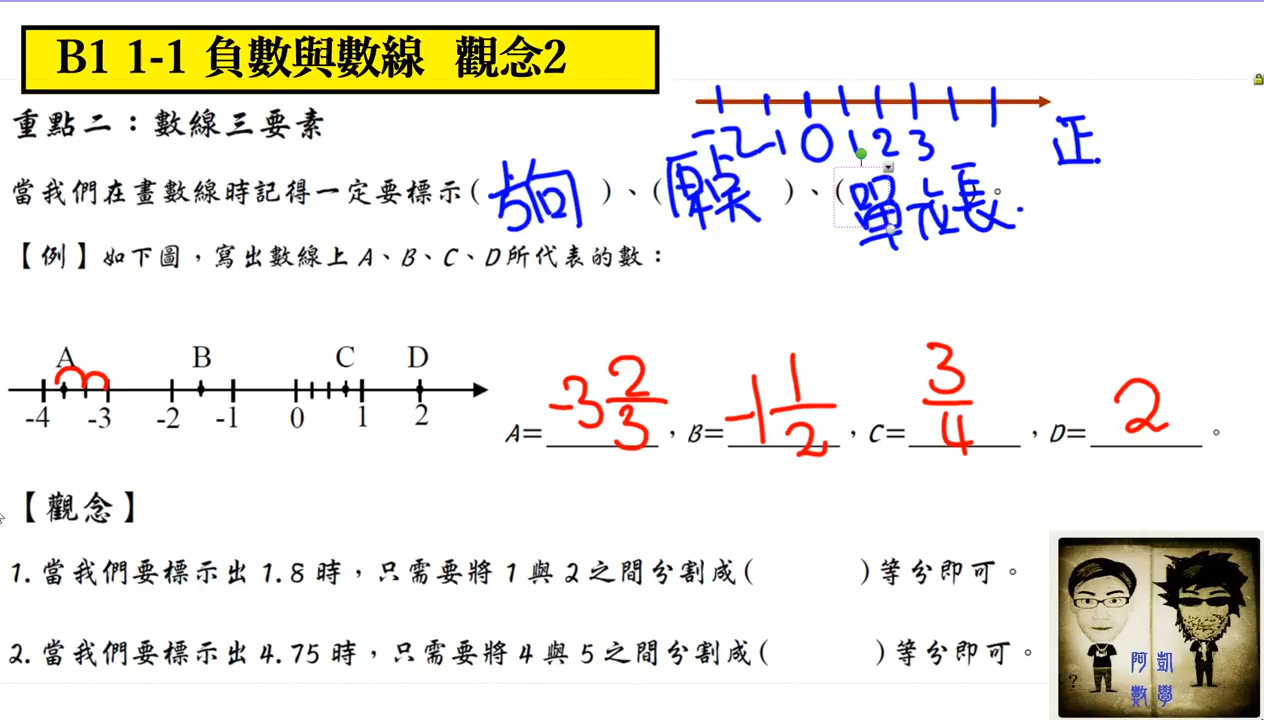 B1 1-1 負數與數線 觀念2
重點二：數線三要素
-2 -1 0 1 2 3 正
當我們在畫數線時記得一定要標示(方向)、(原點)、(單位長)。
【例】如下圖，寫出數線上 A、B、C、D所代表的數：
A B C D
-4 -3 -2 -1 0 1 2
A=-3 2/3，B=-1 1/2，C=3/4，D=2。
【觀念】
1. 當我們要標示出 1.8 時，只需要將 1 與 2 之間分割成( )等分即可。
2. 當我們要標示出 4.75 時，只需要將 4 與 5 之間分割成( )等分即可。
?
阿 凱
數 學